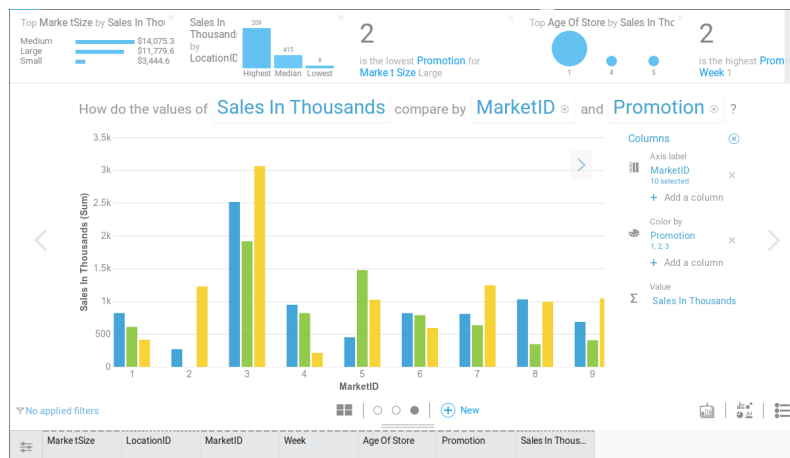 Top Marke tSize by Sales In Thou
Medium $14,075.3
Large $11,779.6
Small $3,444.6
Sales In
Thousands
by
LocationID
209
415
8
Highest Median Lowest
2
is the lowest Promotion for
Marke t Size Large
Top Age Of Store by Sales In Tho
1 4 5
2
is the highest Prom
Week 1
How do the values of Sales In Thousands compare by MarketID and Promotion ?
3.5k
3k
2k
1.5k
1k
500
0
Sales In Thousands (Sum)
1 2 3 4 5 6 7 8 9
MarketID
Columns
Axis label
MarketID
10 selected
+ Add a column
Color by
Promotion
1, 2, 3
+ Add a column
Value
Σ Sales In Thousands
No applied filters
New
Marke tSize LocationID MarketID Week Age Of Store Promotion Sales In Thous...